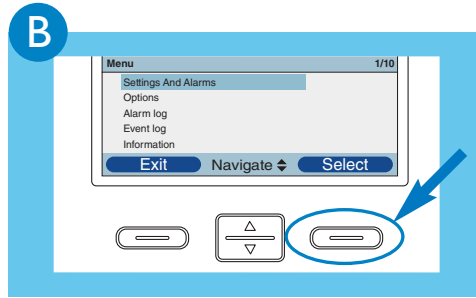 B
Menu 1/10
Settings And Alarms
Options
Alarm log
Event log
Information
Exit Navigate Select